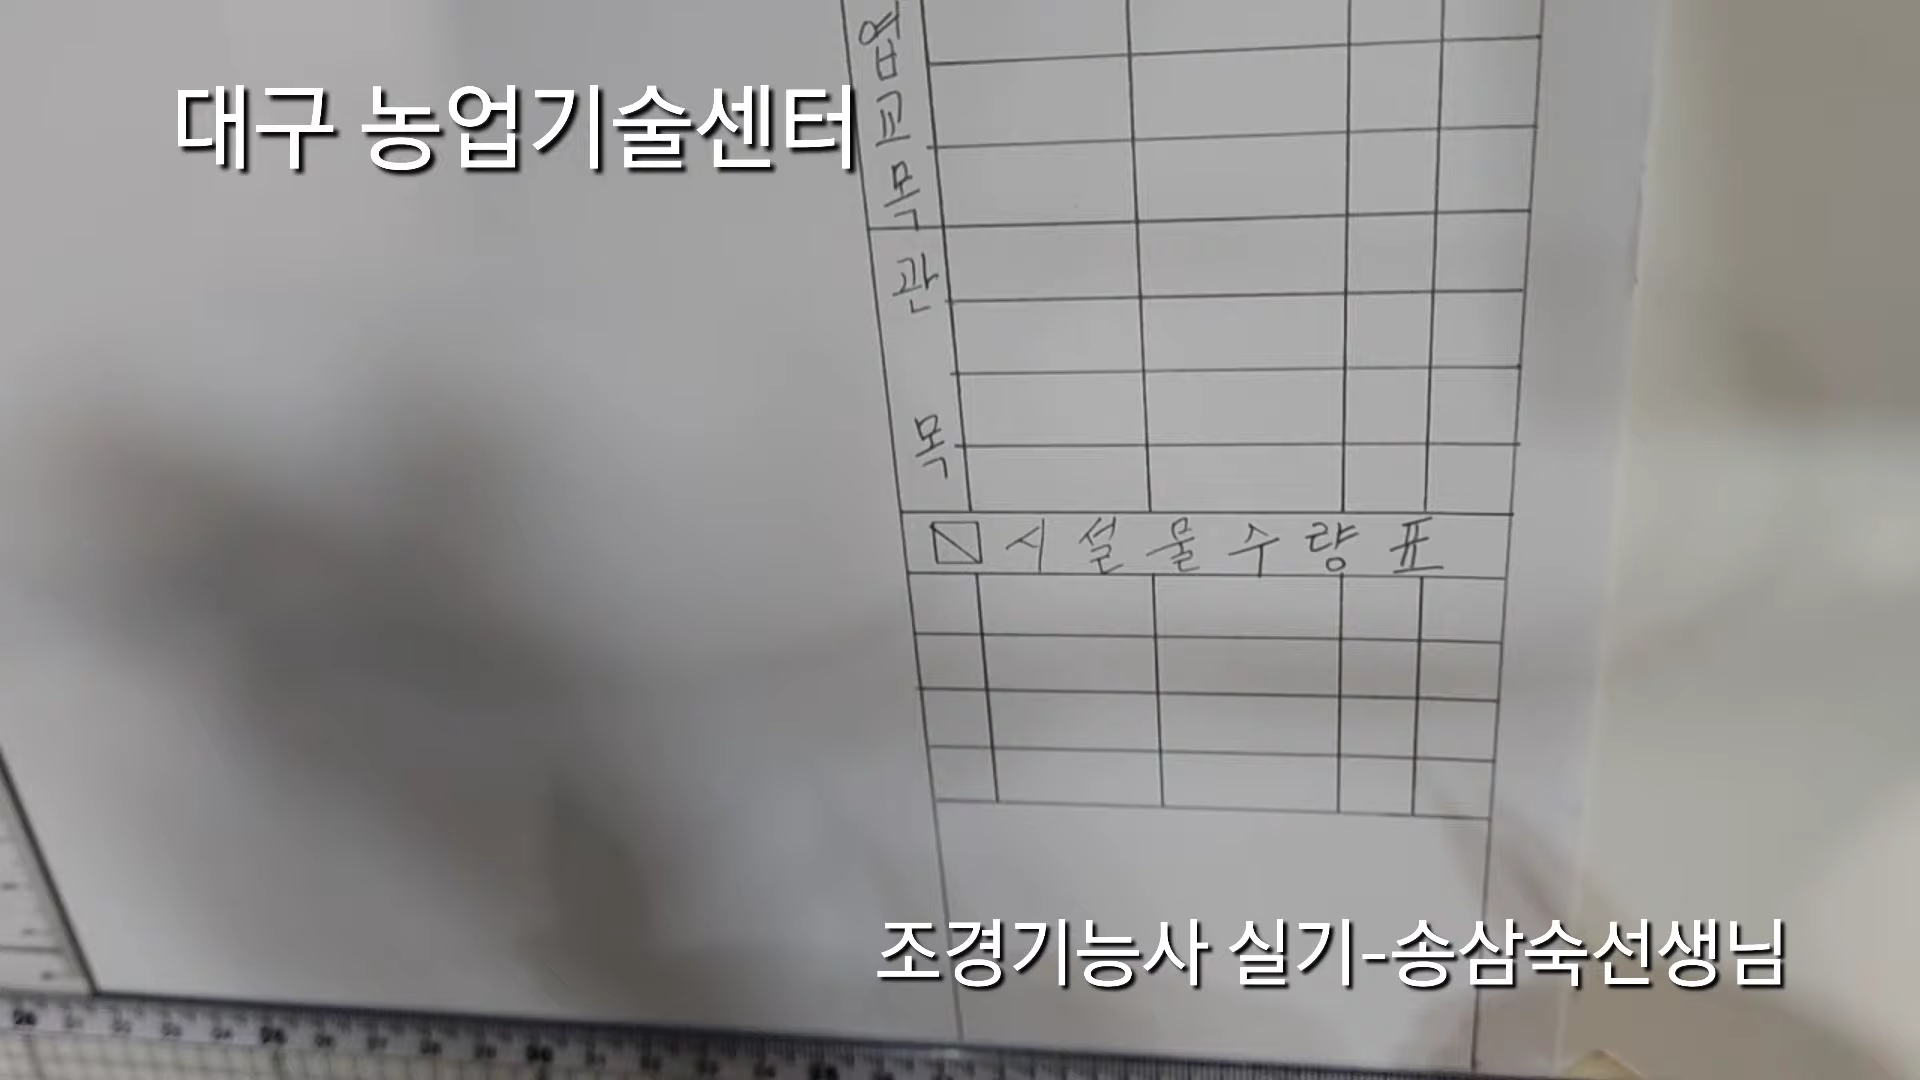 대구 농업기술센터
엽교목
관목
시설물수량표
조경기능사 실기-송삼숙선생님